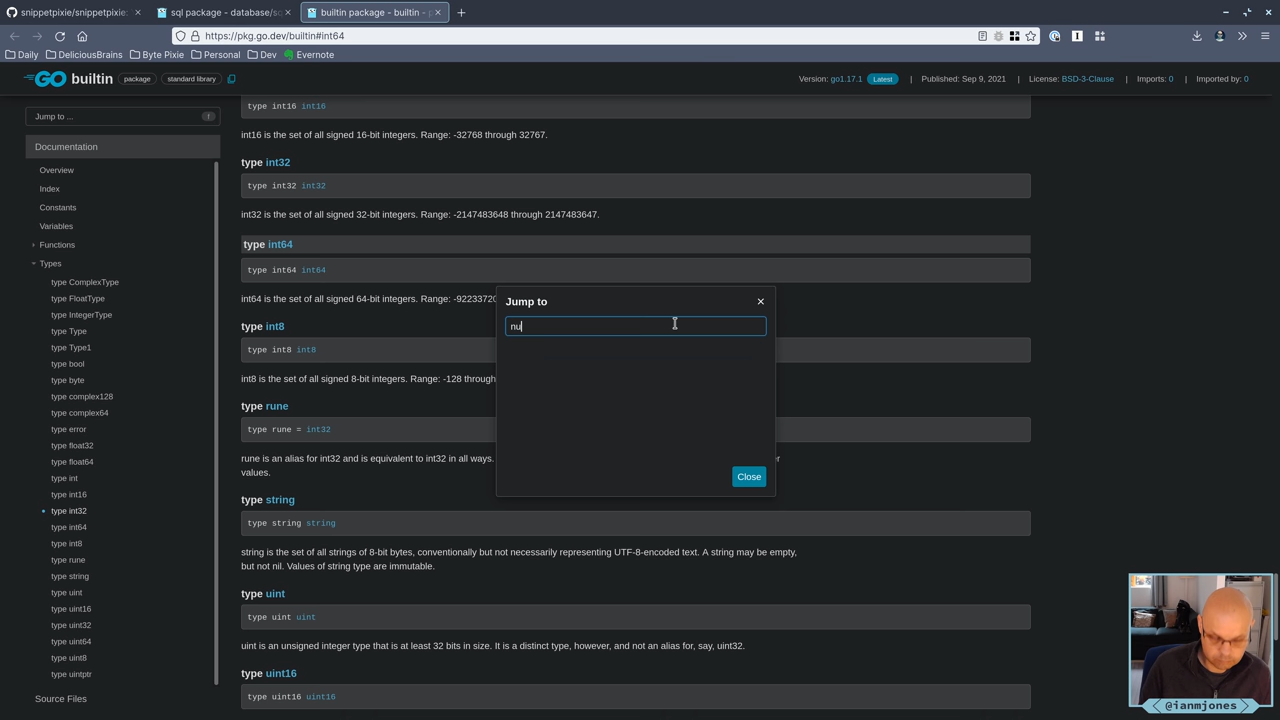 snippetpixie/snippetpixie:
sql package - database/s
builtin package - builtin - p
https://pkg.go.dev/builtin#int64
Daily
DeliciousBrains
Byte Pixie
Personal
Dev
Evernote
GO builtin
package
standard library
Version: go1.17.1
Latest
| Published: Sep 9, 2021
| License: BSD-3-Clause
| Imports: 0
| Imported by: 0
Jump to ...
f
Documentation
Overview
Index
Constants
Variables
Functions
Types
type ComplexType
type FloatType
type IntegerType
type Type
type Type1
type bool
type byte
type complex128
type complex64
type error
type float32
type float64
type int
type int16
type int32
type int64
type int8
type rune
type string
type uint
type uint16
type uint32
type uint64
type uint8
type uintptr
Source Files
type int16 int16
int16 is the set of all signed 16-bit integers. Range: -32768 through 32767.
type int32
type int32 int32
int32 is the set of all signed 32-bit integers. Range: -2147483648 through 2147483647.
type int64
type int64 int64
int64 is the set of all signed 64-bit integers. Range: -92233720
type int8
type int8 int8
int8 is the set of all signed 8-bit integers. Range: -128 through
type rune
type rune = int32
rune is an alias for int32 and is equivalent to int32 in all ways.
values.
type string
type string string
string is the set of all strings of 8-bit bytes, conventionally but not necessarily representing UTF-8-encoded text. A string may be empty,
but not nil. Values of string type are immutable.
type uint
type uint uint
uint is an unsigned integer type that is at least 32 bits in size. It is a distinct type, however, and not an alias for, say, uint32.
type uint16
type uint16 uint16
Jump to
nu
Close
@ianmjones